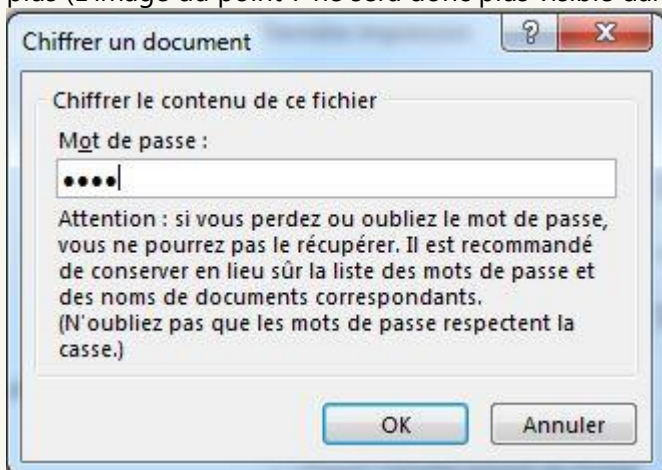 Chiffrer un document
Chiffrer le contenu de ce fichier
Mot de passe :
••••
Attention : si vous perdez ou oubliez le mot de passe,
vous ne pourrez pas le récupérer. Il est recommandé
de conserver en lieu sûr la liste des mots de passe et
des noms de documents correspondants.
(N'oubliez pas que les mots de passe respectent la
casse.)
OK Annuler